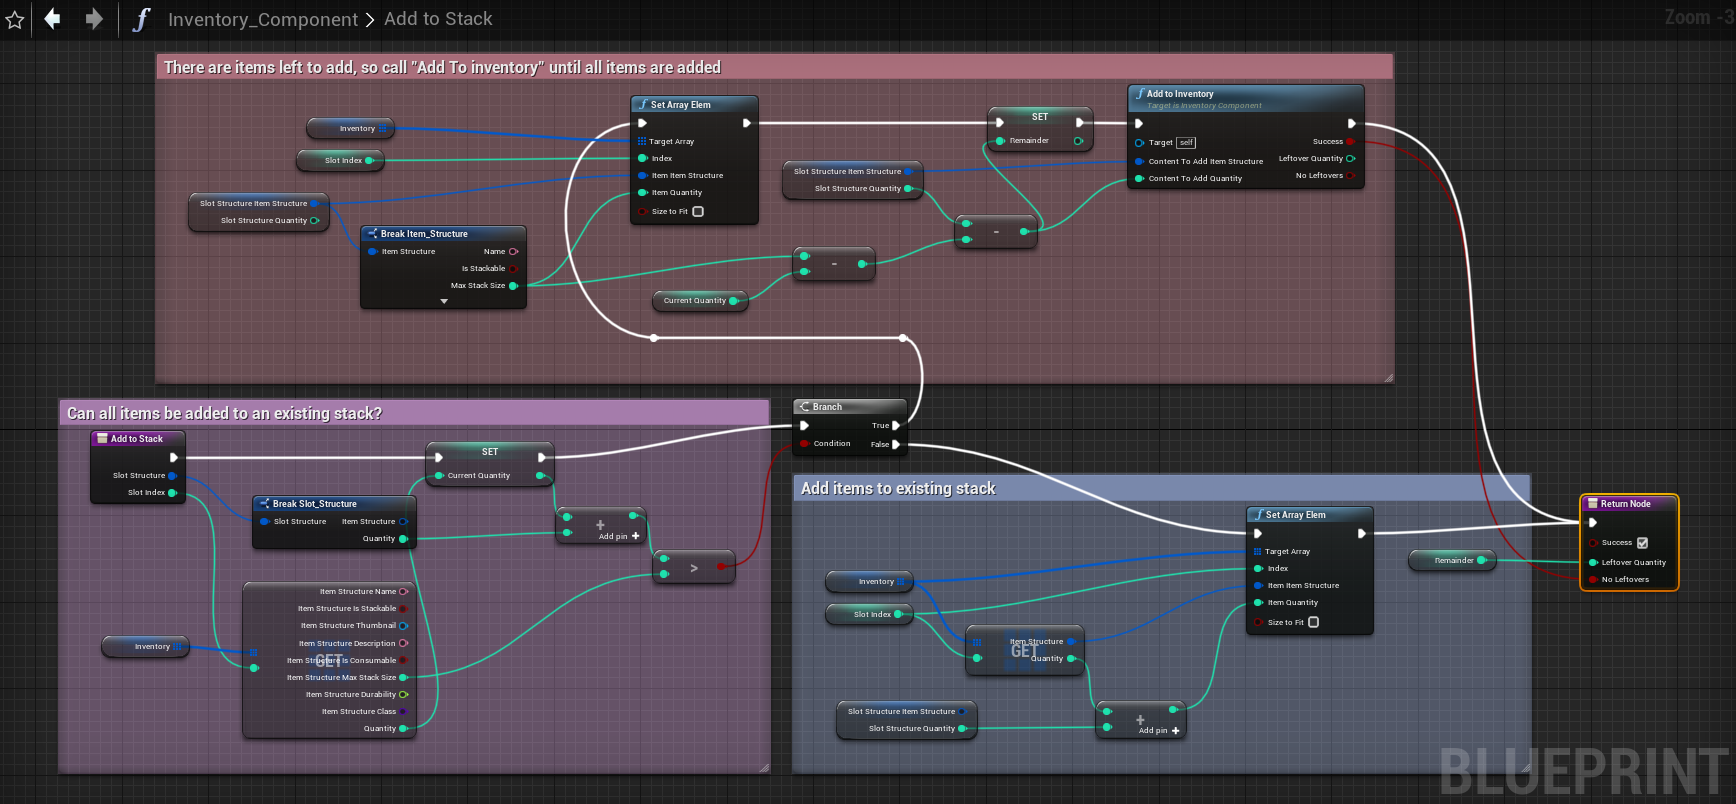 Inventory_Component > Add to Stack
Zoom -3
There are items left to add, so call "Add To inventory" until all items are added
Inventory
Slot Index
Slot Structure Item Structure
Slot Structure Quantity
Break Item_Structure
Item Structure
Name
Is Stackable
Max Stack Size
Set Array Elem
Target Array
Index
Item Item Structure
Item Quantity
Size to Fit
Current Quantity
-
Slot Structure Item Structure
Slot Structure Quantity
-
SET
Remainder
Add to Inventory
Target is Inventory Component
Target self
Content To Add Item Structure
Content To Add Quantity
Success
Leftover Quantity
No Leftovers
Can all items be added to an existing stack?
Add to Stack
Slot Structure
Slot Index
Break Slot_Structure
Slot Structure
Item Structure
Quantity
SET
Current Quantity
+
Add pin +
>
Inventory
GET
Item Structure Name
Item Structure Is Stackable
Item Structure Thumbnail
Item Structure Description
Item Structure Is Consumable
Item Structure Max Stack Size
Item Structure Durability
Item Structure Class
Quantity
Branch
Condition
True
False
Add items to existing stack
Inventory
Slot Index
GET
Item Structure
Quantity
Slot Structure Item Structure
Slot Structure Quantity
+
Add pin +
Set Array Elem
Target Array
Index
Item Item Structure
Item Quantity
Size to Fit
Remainder
Return Node
Success
Leftover Quantity
No Leftovers
BLUEPRINT